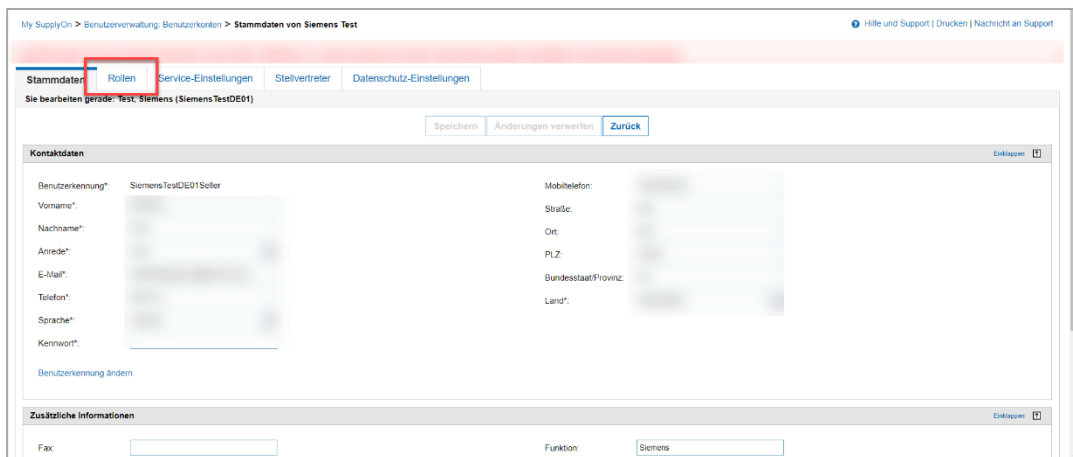 My SupplyOn > Benutzerverwaltung: Benutzerkonten > Stammdaten von Siemens Test
Hilfe und Support | Drucken | Nachricht an Support
Stammdaten Rollen Service-Einstellungen Stellvertreter Datenschutz-Einstellungen
Sie bearbeiten gerade: Test, Siemens (SiemensTestDE01)
Speichern Änderungen verwerfen Zurück
Kontaktdaten Einklappen
Benutzerkennung*: SiemensTestDE01Seller Mobiltelefon:
Vorname*: Straße:
Nachname*: Ort:
Anrede*: PLZ:
E-Mail*: Bundesstaat/Provinz:
Telefon*: Land*:
Sprache*:
Kennwort*:
Benutzerkennung ändern
Zusätzliche Informationen Einklappen
Fax: Funktion: Siemens